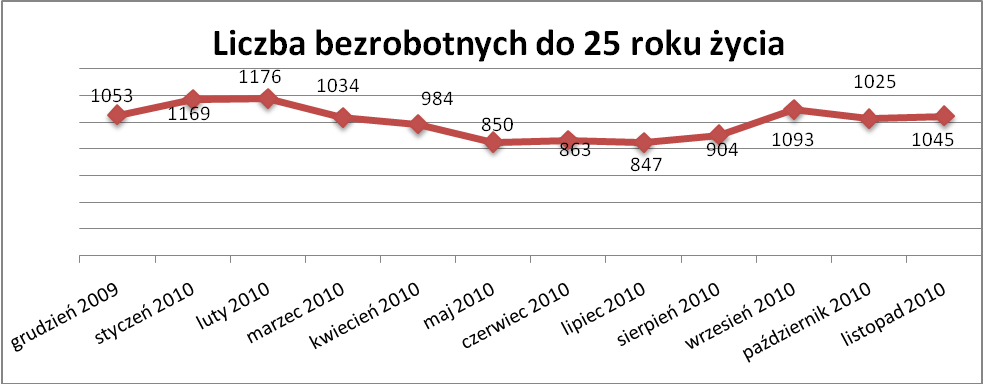 Liczba bezrobotnych do 25 roku życia
1053
1169
1176
1034
984
850
863
847
904
1093
1025
1045
grudzień 2009
styczeń 2010
luty 2010
marzec 2010
kwiecień 2010
maj 2010
czerwiec 2010
lipiec 2010
sierpień 2010
wrzesień 2010
październik 2010
listopad 2010